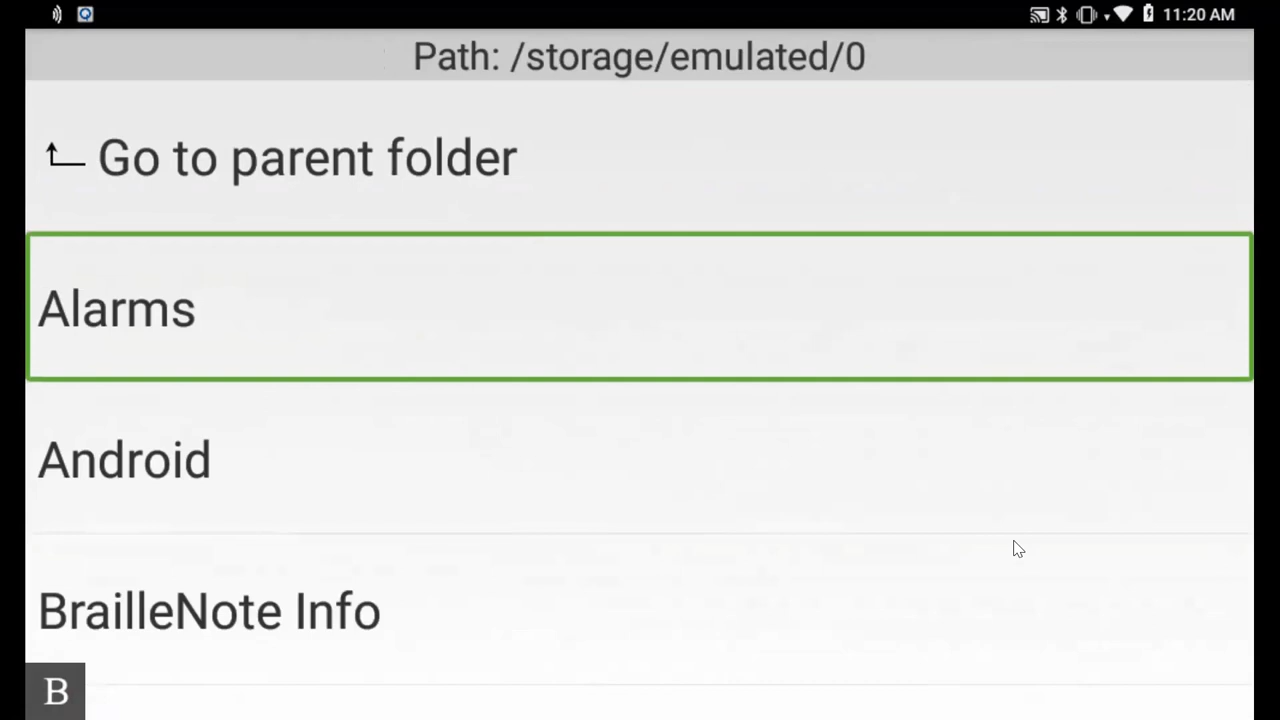 11:20 AM
Path: /storage/emulated/0
Go to parent folder
Alarms
Android
BrailleNote Info
B